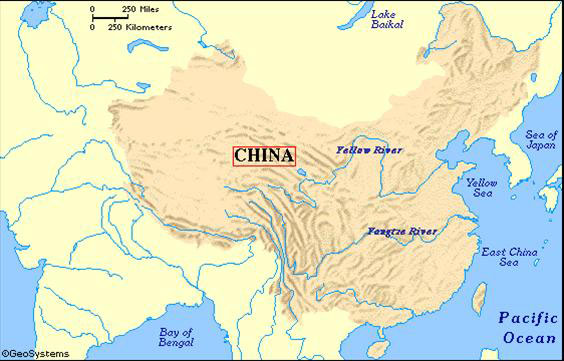 0 250 Miles
0 250 Kilometers
Lake
Baikal
Sea of
Japan
CHINA
Yellow River
Yellow
Sea
Yangtze River
East China
Sea
Pacific
Ocean
Bay of
Bengal
©GeoSystems